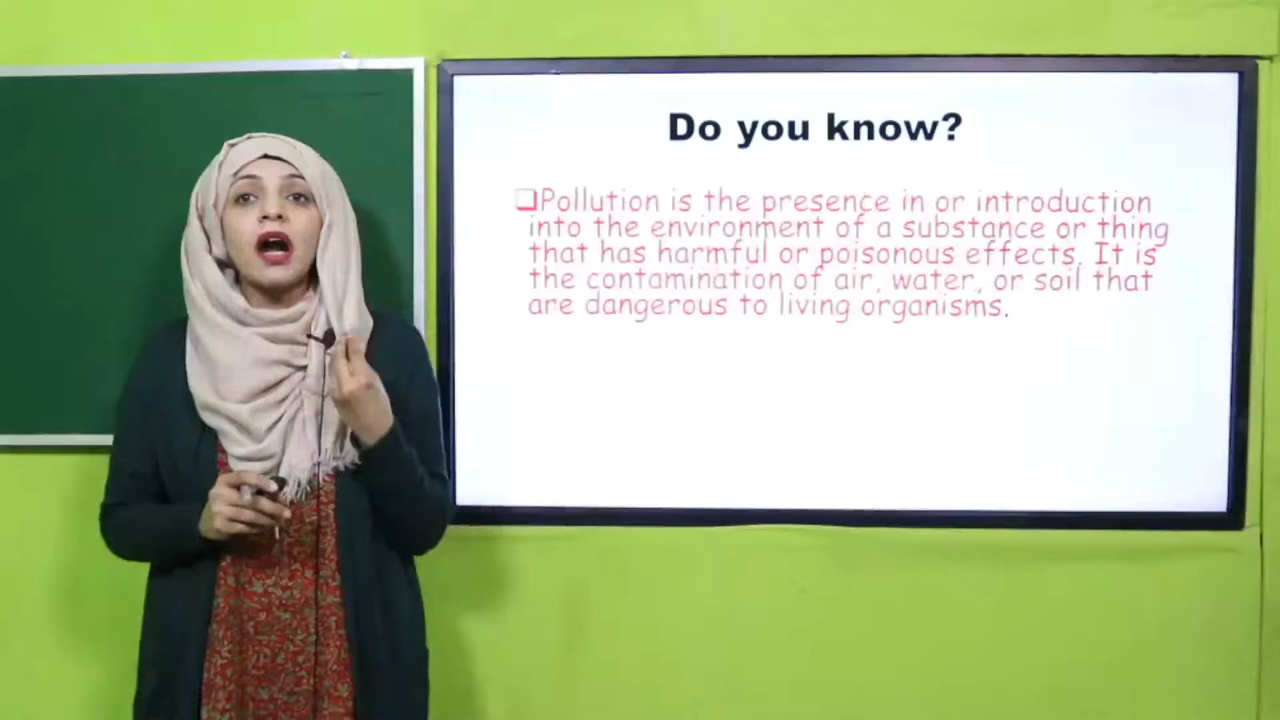 Do you know?
❑Pollution is the presence in or introduction
into the environment of a substance or thing
that has harmful or poisonous effects. It is
the contamination of air, water, or soil that
are dangerous to living organisms.